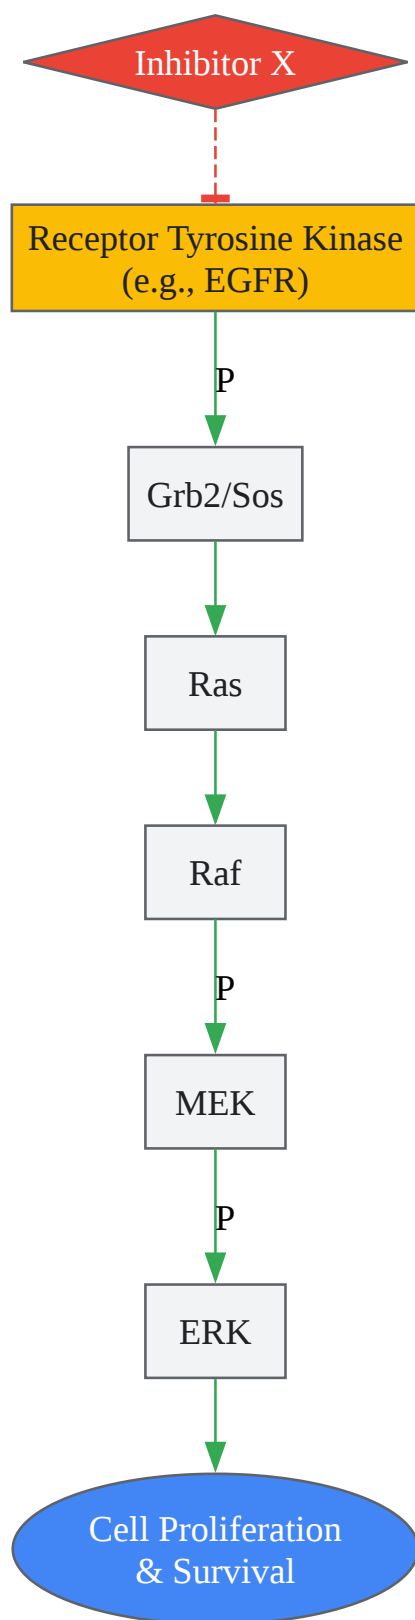 Inhibitor X
Receptor Tyrosine Kinase
(e.g., EGFR)
P
Grb2/Sos
Ras
Raf
P
MEK
P
ERK
Cell Proliferation
& Survival